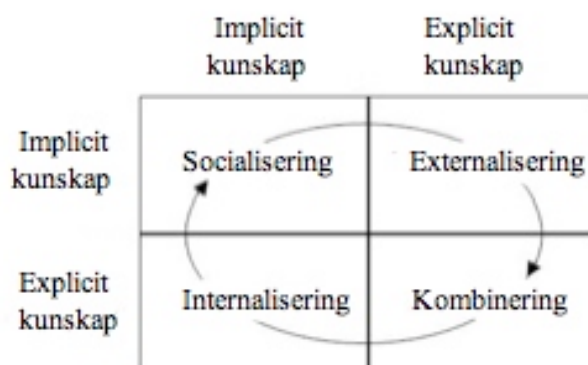 Implicit
kunskap
Explicit
kunskap
Implicit
kunskap
Socialisering
Externalisering
Explicit
kunskap
Internalisering
Kombinering